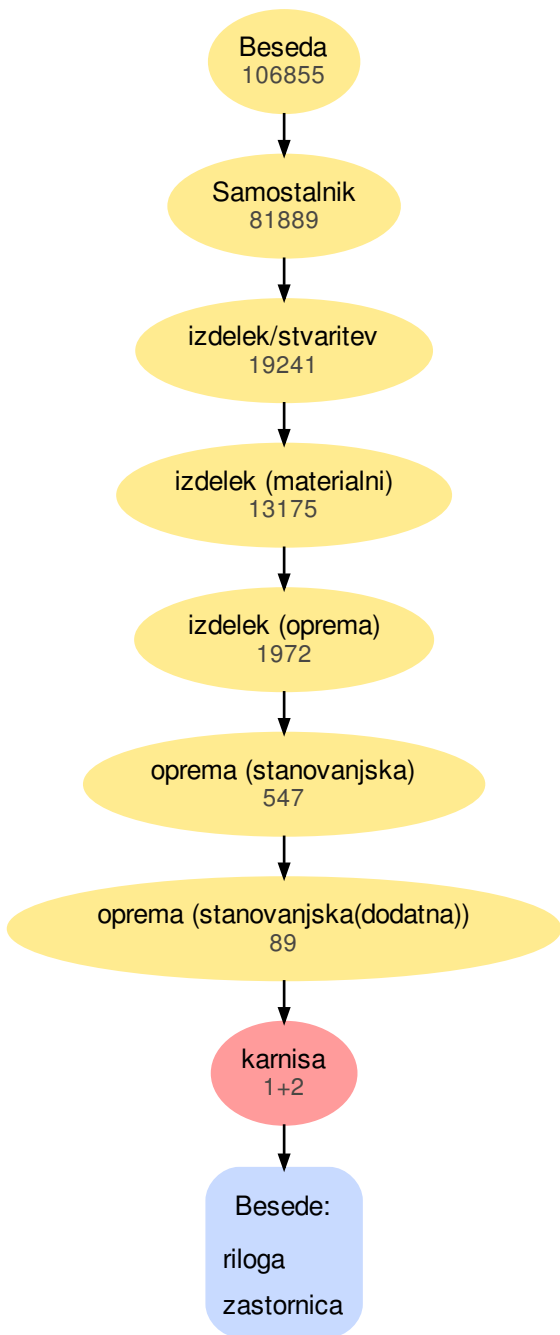 Beseda
106855
Samostalnik
81889
izdelek/stvaritev
19241
izdelek (materialni)
13175
izdelek (oprema)
1972
oprema (stanovanjska)
547
oprema (stanovanjska(dodatna))
89
karnisa
1+2
Besede:
riloga
zastornica